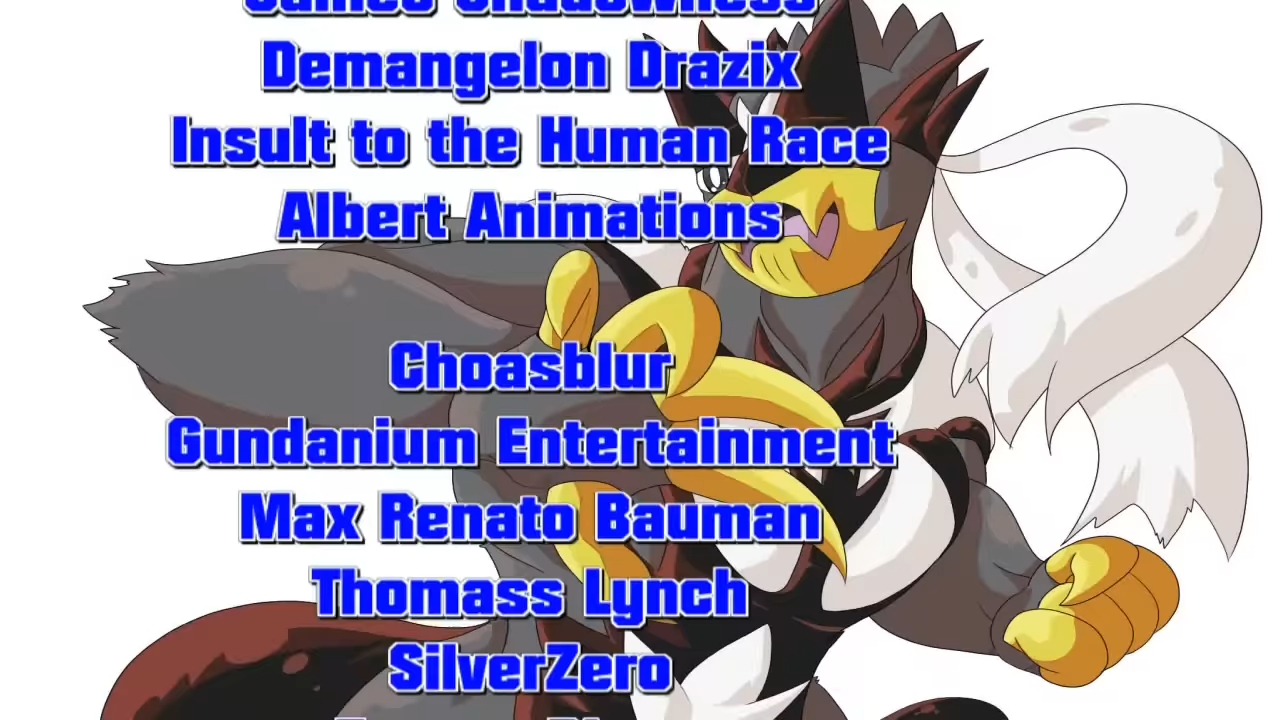 Demangelon Drazix
Insult to the Human Race
Albert Animations
Choasblur
Gundanium Entertainment
Max Renato Bauman
Thomass Lynch
SilverZero